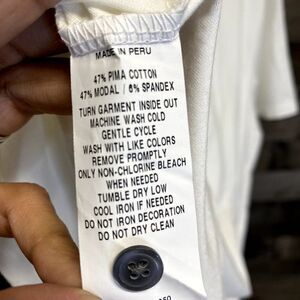 MADE IN PERU
47% PIMA COTTON
47% MODAL / 6% SPANDEX
TURN GARMENT INSIDE OUT
MACHINE WASH COLD
GENTLE CYCLE
WASH WITH LIKE COLORS
REMOVE PROMPTLY
ONLY NON-CHLORINE BLEACH
WHEN NEEDED
TUMBLE DRY LOW
COOL IRON IF NEEDED
DO NOT IRON DECORATION
DO NOT DRY CLEAN